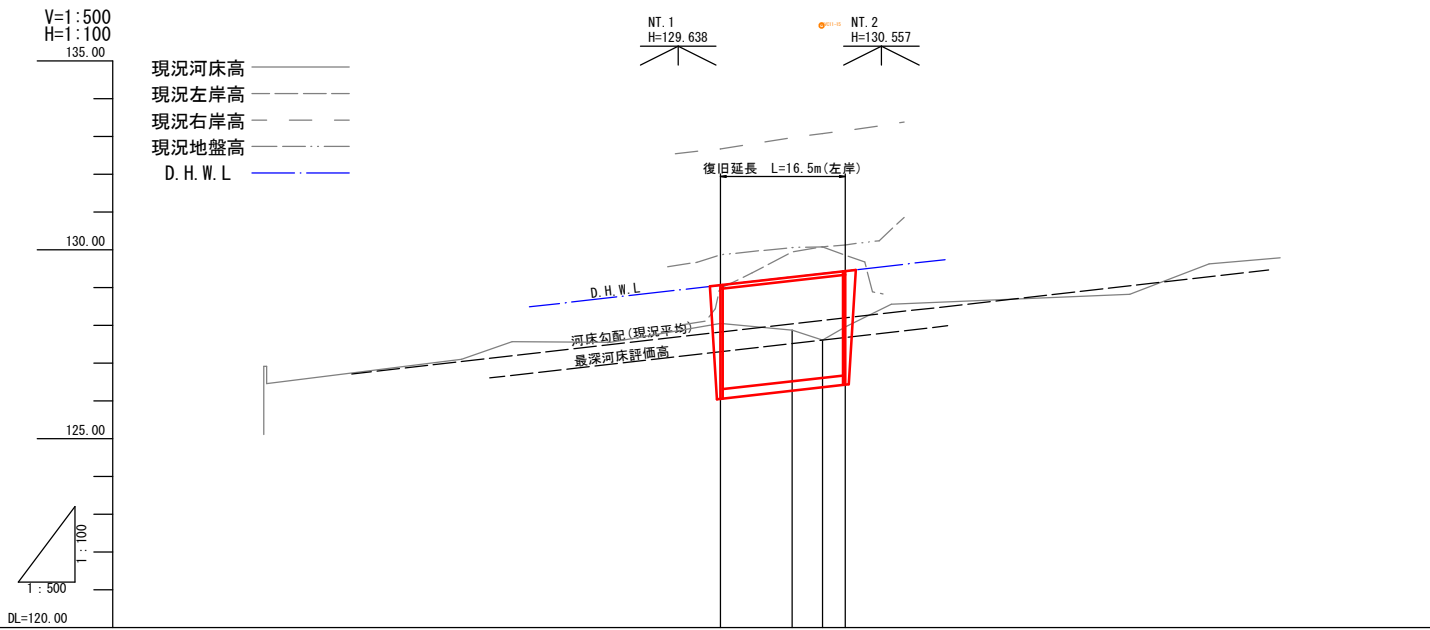 V=1:500
H=1:100
135.00
現況河床高
現況左岸高
現況右岸高
現況地盤高
D.H.W.L
NT.1
H=129.638
NT.2
H=130.557
復旧延長 L=16.5m(左岸)
130.00
D.H.W.L
河床勾配(現況平均)
最深河床評価高
125.00
1:100
1:500
DL=120.00